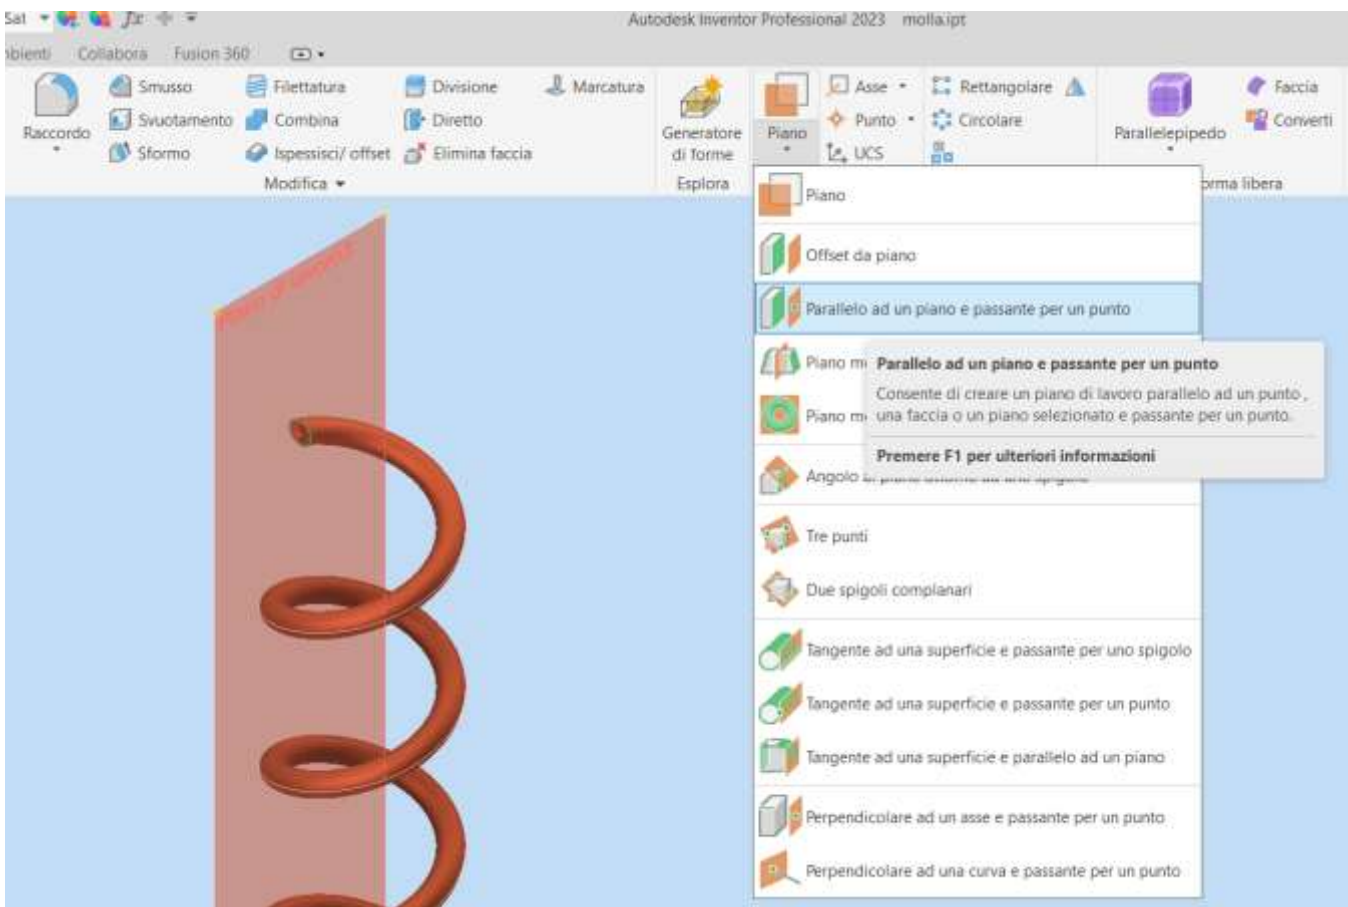 Sat
fx
Autodesk Inventor Professional 2023 molla.ipt
Collabora Fusion 360
Smusso Filettatura Divisione Marcatura Asse Rettangolare Faccia
Raccordo Svuotamento Combina Diretto Generatore di forme Piano Punto Circolare Parallelepipedo Converti
Sformo Ispessisci/ offset Elimina faccia UCS
Modifica Esplora orma libera
Piano
Offset da piano
Parallelo ad un piano e passante per un punto
Piano m
Parallelo ad un piano e passante per un punto
Consente di creare un piano di lavoro parallelo ad un punto,
Piano m
una faccia o un piano selezionato e passante per un punto.
Premere F1 per ulteriori informazioni
Angolo
Tre punti
Due spigoli complanari
Tangente ad una superficie e passante per uno spigolo
Tangente ad una superficie e passante per un punto
Tangente ad una superficie e parallelo ad un piano
Perpendicolare ad un asse e passante per un punto
Perpendicolare ad una curva e passante per un punto